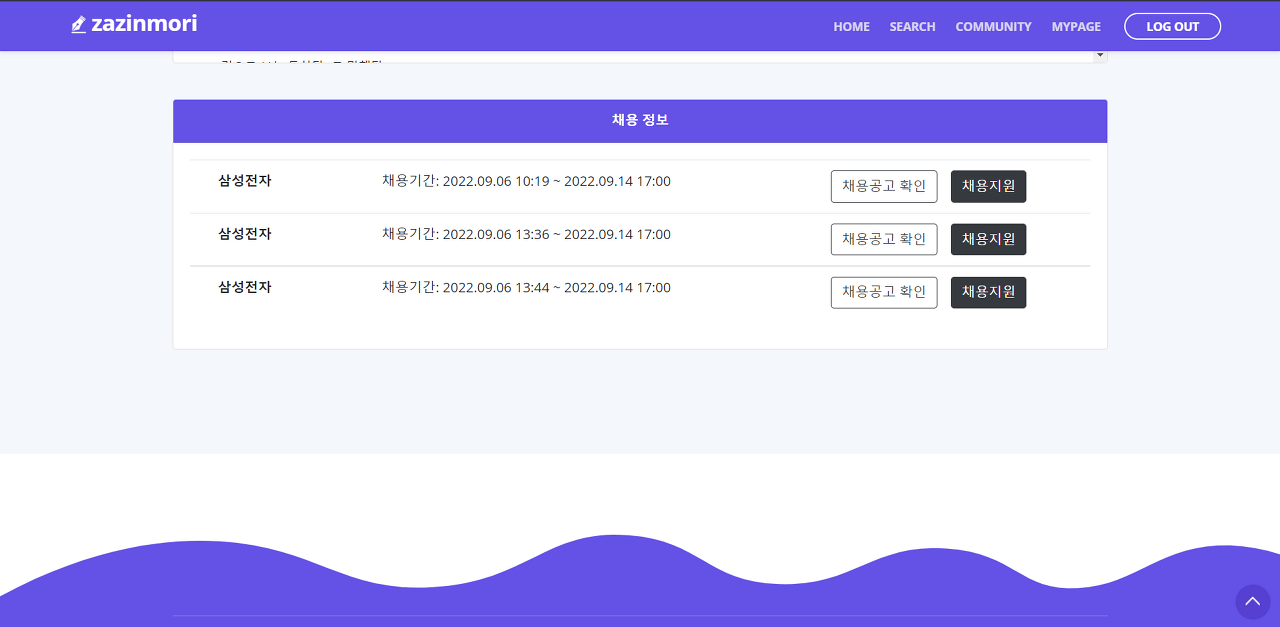 zazinmori HOME SEARCH COMMUNITY MYPAGE LOG OUT
채용 정보
삼성전자 채용기간: 2022.09.06 10:19 ~ 2022.09.14 17:00 채용공고 확인 채용지원
삼성전자 채용기간: 2022.09.06 13:36 ~ 2022.09.14 17:00 채용공고 확인 채용지원
삼성전자 채용기간: 2022.09.06 13:44 ~ 2022.09.14 17:00 채용공고 확인 채용지원